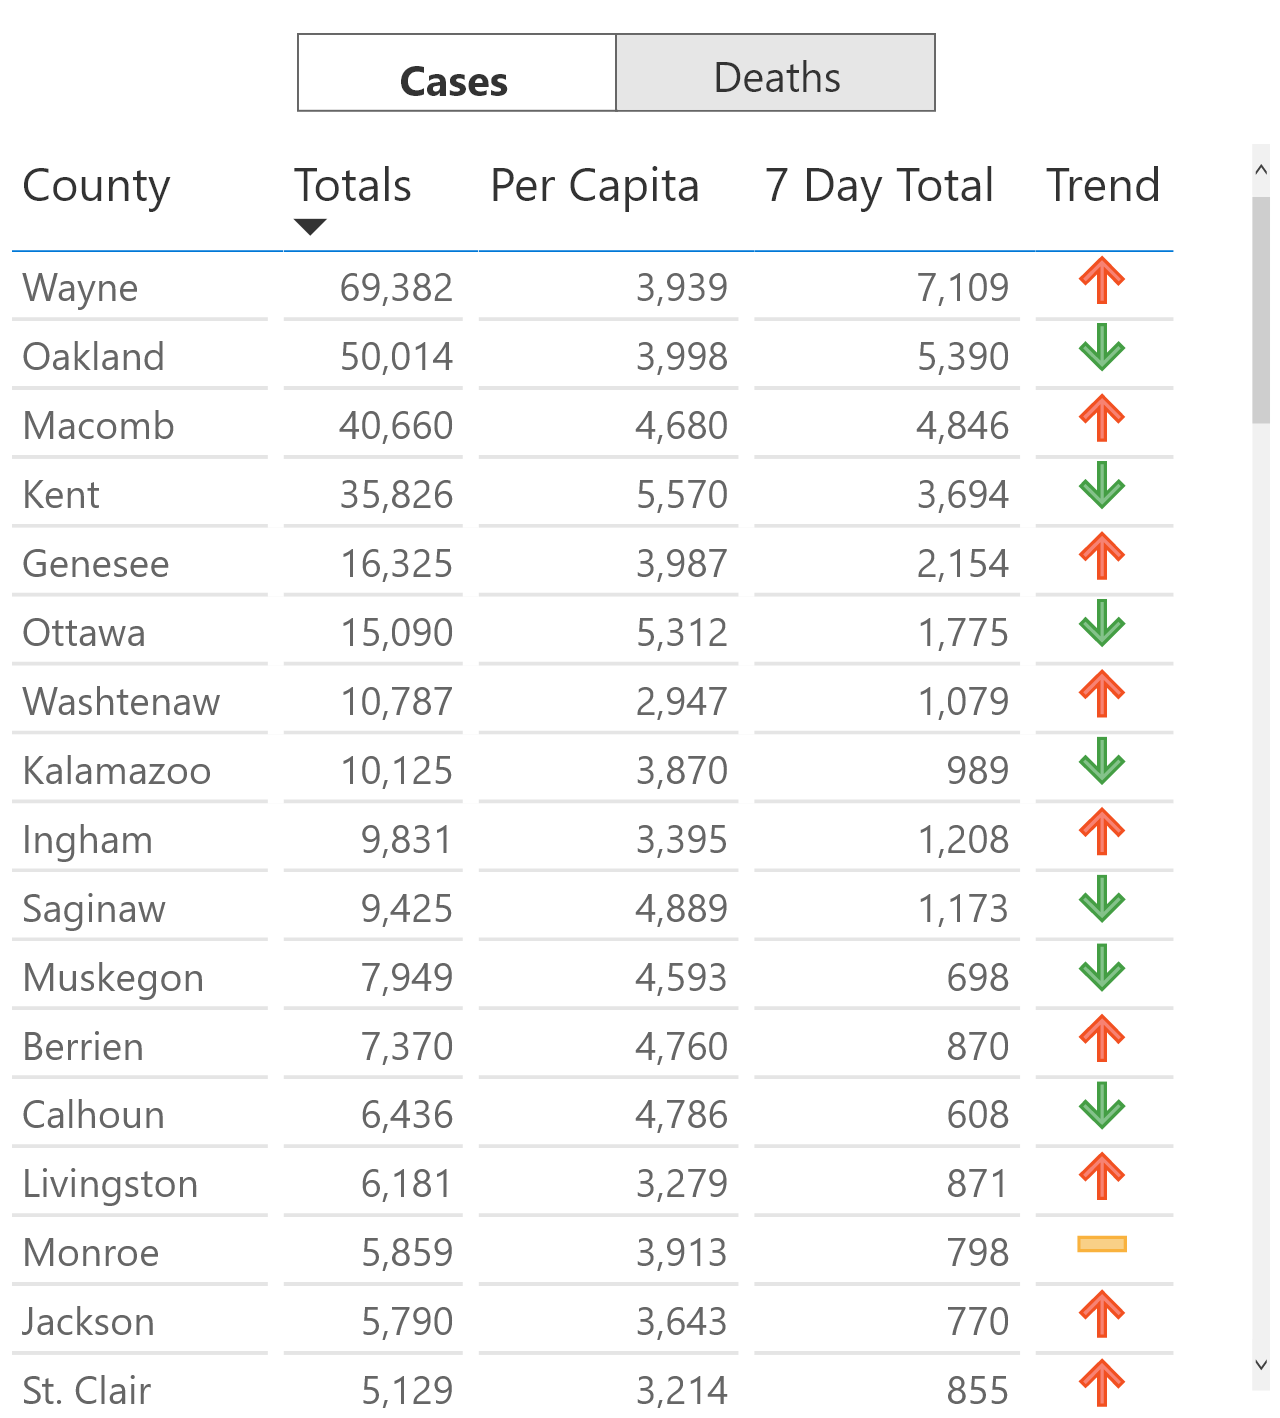 Cases Deaths
County Totals Per Capita 7 Day Total Trend
Wayne 69,382 3,939 7,109
Oakland 50,014 3,998 5,390
Macomb 40,660 4,680 4,846
Kent 35,826 5,570 3,694
Genesee 16,325 3,987 2,154
Ottawa 15,090 5,312 1,775
Washtenaw 10,787 2,947 1,079
Kalamazoo 10,125 3,870 989
Ingham 9,831 3,395 1,208
Saginaw 9,425 4,889 1,173
Muskegon 7,949 4,593 698
Berrien 7,370 4,760 870
Calhoun 6,436 4,786 608
Livingston 6,181 3,279 871
Monroe 5,859 3,913 798
Jackson 5,790 3,643 770
St. Clair 5,129 3,214 855